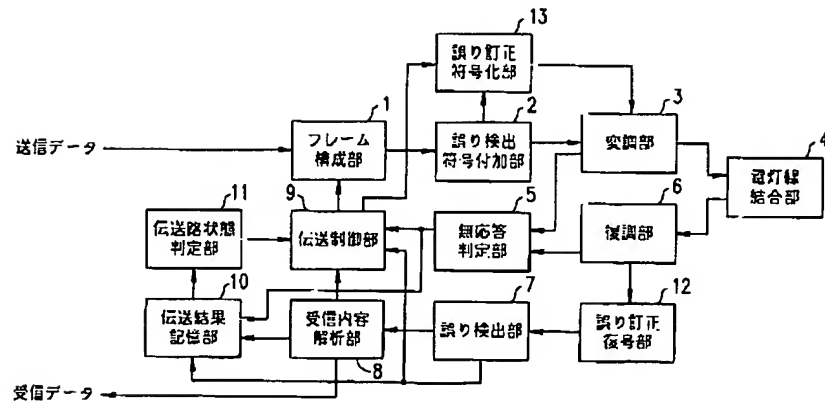 13
誤り訂正
符号化部
1
2
3
送信データ
フレーム
構成部
誤り検出
符号付加部
変調部
4
電灯線
結合部
11
9
5
6
伝送路状態
判定部
伝送制御部
無応答
判定部
復調部
10
7
12
伝送結果
記憶部
受信内容
解析部
誤り検出部
誤り訂正
復号部
8
受信データ